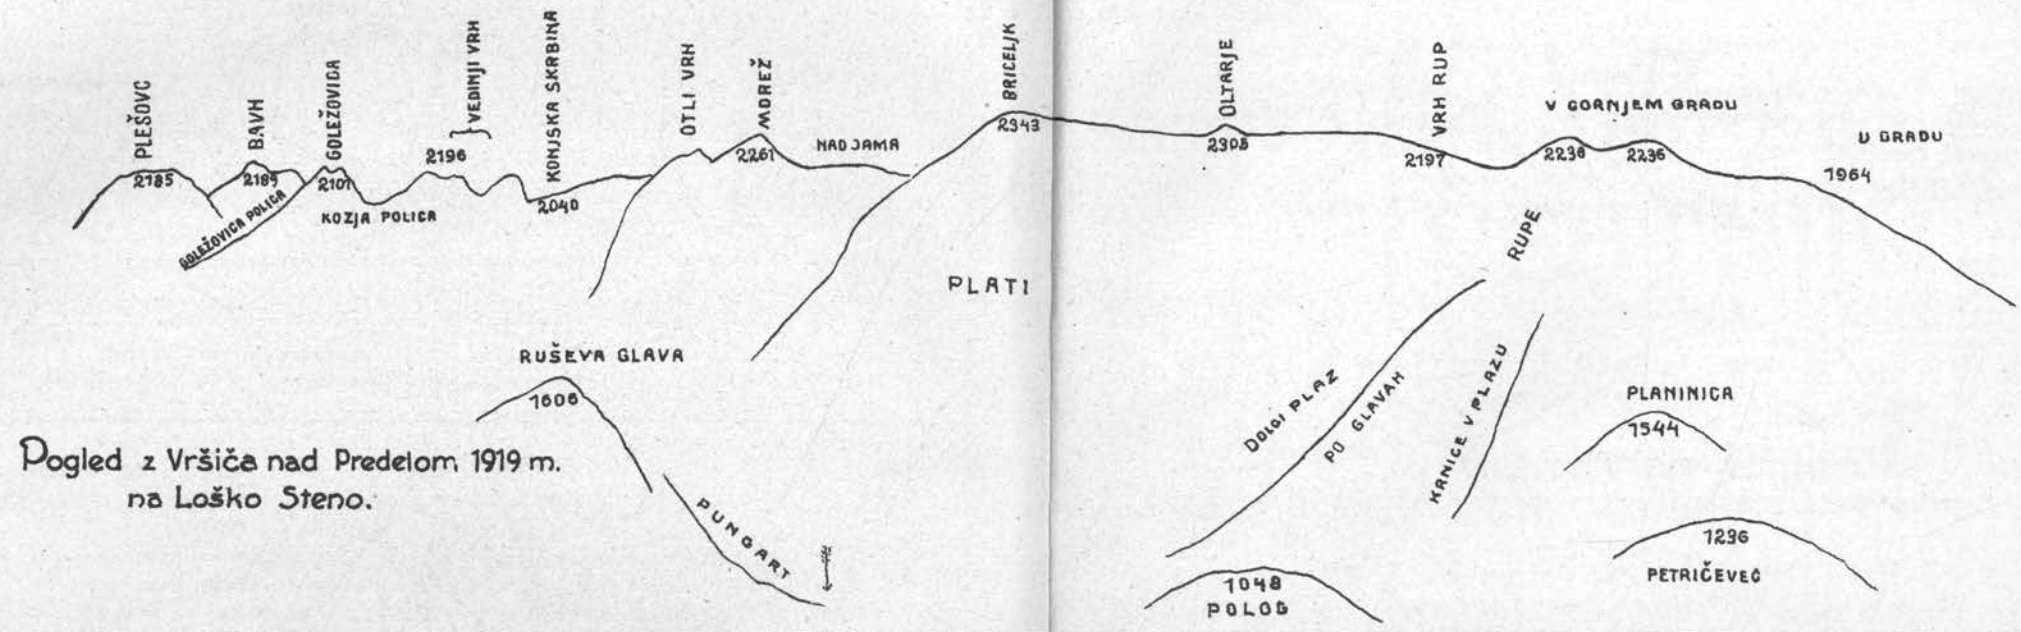 PLEŠOVC
2185
BAVH
2189
GOLEŽOVICA
2101
GOLEŽOVICA POLICA
KOZJA POLICA
VEDINJI VRH
2196
KONJSKA SKRBINA
2040
OTLI VRH
MOREŽ
2261
NAD JAMA
BRICELJK
2343
OLTARJE
2305
VRH RUP
2197
V GORNJEM GRADU
2238
2236
V GRADU
1964
PLATI
RUPE
RUŠEVA GLAVA
1606
PUNGART
DOLGI PLAZ
PO GLAVAH
KRNICE V PLAZU
PLANINICA
1544
1236
PETRIČEVEC
1048
POLOG
Pogled z Vršiča nad Predelom 1919 m.
na Loško Steno.